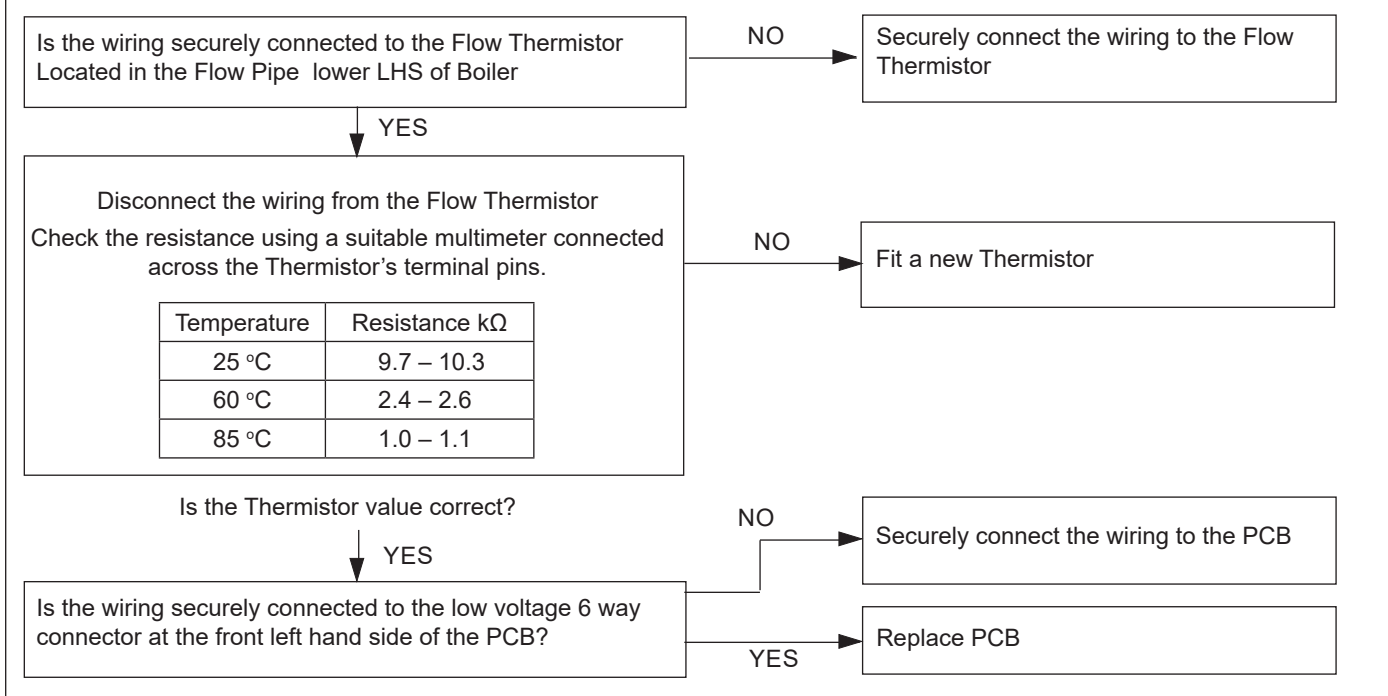 Is the wiring securely connected to the Flow Thermistor
Located in the Flow Pipe  lower LHS of Boiler
NO
Securely connect the wiring to the Flow
Thermistor
YES
Disconnect the wiring from the Flow Thermistor
Check the resistance using a suitable multimeter connected
across the Thermistor’s terminal pins.
NO
Fit a new Thermistor
Temperature Resistance kΩ
25 ºC 9.7 – 10.3
60 ºC 2.4 – 2.6
85 ºC 1.0 – 1.1
Is the Thermistor value correct?
YES
NO
Securely connect the wiring to the PCB
Is the wiring securely connected to the low voltage 6 way
connector at the front left hand side of the PCB?
YES
Replace PCB